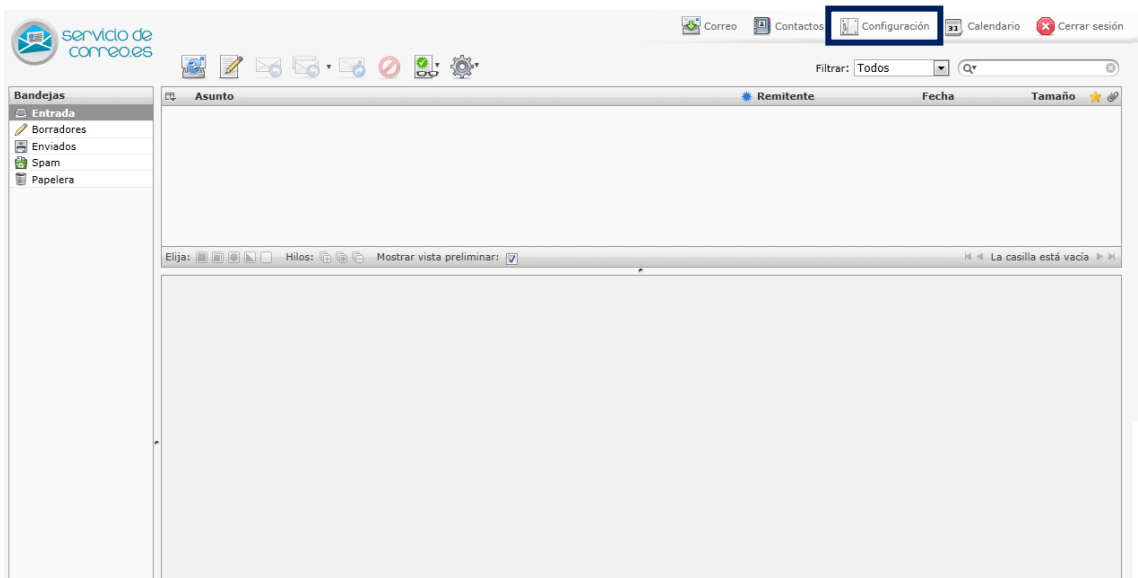 servicio de
correo.es
Correo Contactos Configuración 31 Calendario Cerrar sesión
Filtrar: Todos
Bandejas
Entrada
Borradores
Enviados
Spam
Papelera
Asunto Remitente Fecha Tamaño
Elija: Hilos: Mostrar vista preliminar: La casilla está vacía